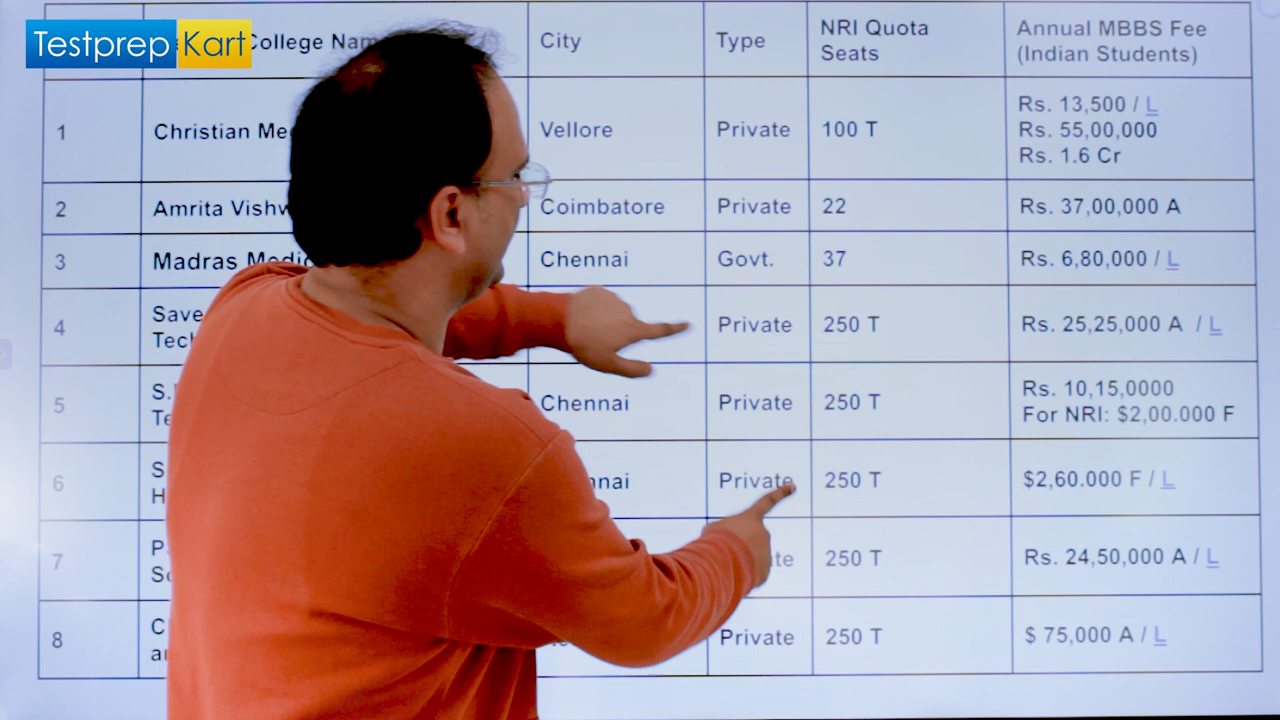 Testprep Kart
College Nam
City
Type
NRI Quota
Seats
Annual MBBS Fee
(Indian Students)
1
Christian Me
Vellore
Private
100 T
Rs. 13,500 / L
Rs. 55,00,000
Rs. 1.6 Cr
2
Amrita Vishw
Coimbatore
Private
22
Rs. 37,00,000 A
3
Madras Medic
Chennai
Govt.
37
Rs. 6,80,000 / L
4
Save
Tec
Private
250 T
Rs. 25,25,000 A / L
5
S.
Te
Chennai
Private
250 T
Rs. 10,15,0000
For NRI: $2,00.000 F
6
S
H
nnai
Private
250 T
$2,60.000 F / L
7
P
Sc
te
250 T
Rs. 24,50,000 A / L
8
C
ar
Private
250 T
$ 75,000 A / L